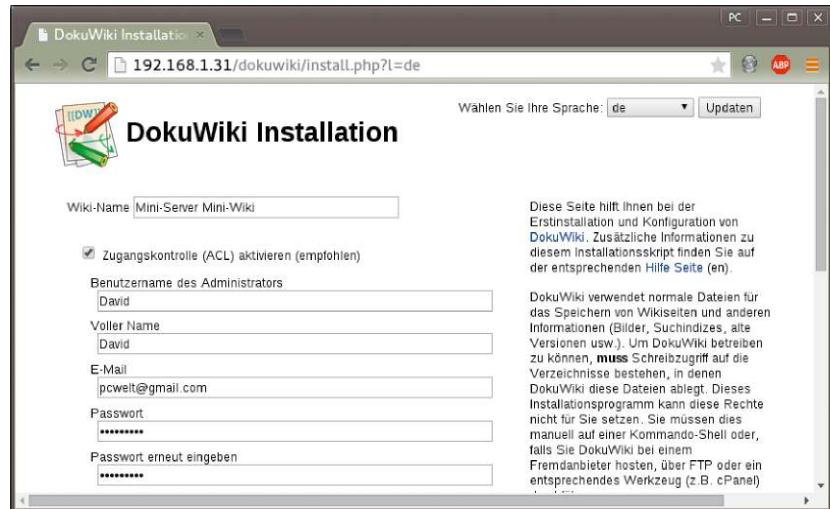 PC
DokuWiki Installatio
192.168.1.31/dokuwiki/install.php?l=de
ABP
[[DW]]
DokuWiki Installation
Wählen Sie Ihre Sprache: de Updaten
Wiki-Name Mini-Server Mini-Wiki
Zugangskontrolle (ACL) aktivieren (empfohlen)
Benutzername des Administrators
David
Voller Name
David
E-Mail
pcwelt@gmail.com
Passwort
•••••••••
Passwort erneut eingeben
•••••••••
Diese Seite hilft Ihnen bei der
Erstinstallation und Konfiguration von
DokuWiki. Zusätzliche Informationen zu
diesem Installationsskript finden Sie auf
der entsprechenden Hilfe Seite (en).
DokuWiki verwendet normale Dateien für
das Speichern von Wikiseiten und anderen
Informationen (Bilder, Suchindizes, alte
Versionen usw.). Um DokuWiki betreiben
zu können, muss Schreibzugriff auf die
Verzeichnisse bestehen, in denen
DokuWiki diese Dateien ablegt. Dieses
Installationsprogramm kann diese Rechte
nicht für Sie setzen. Sie müssen dies
manuell auf einer Kommando-Shell oder,
falls Sie DokuWiki bei einem
Fremdanbieter hosten, über FTP oder ein
entsprechendes Werkzeug (z.B. cPanel)